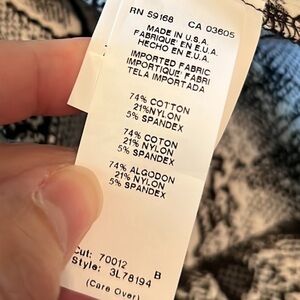 RN 59168 CA 03605
MADE IN U.S.A.
FABRIQUE EN E.U.A.
HECHO EN E.U.A.
IMPORTED FABRIC
IMPORTIQUE FABRI
TELA IMPORTADA
74% COTTON
21%NYLON
5% SPANDEX
74% COTON
21% NYLON
5% SPANDEX
74% ALGODON
21% NYLON
5% SPANDEX
Cut: 70012 B
Style: 3L78194
(Care Over)